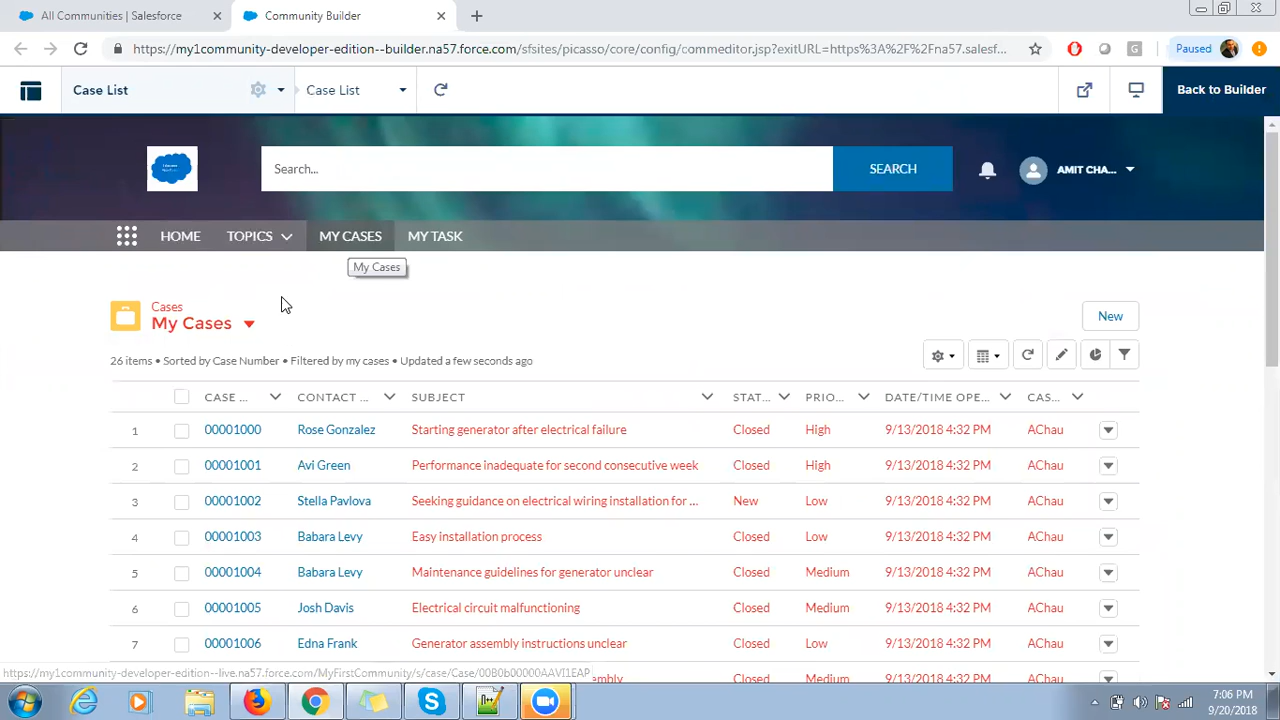 All Communities | Salesforce
Community Builder
https://my1community-developer-edition--builder.na57.force.com/sfsites/picasso/core/config/commeditor.jsp?exitURL=https%3A%2F%2Fna57.salesf...
Paused
Case List
Case List
Back to Builder
Search...
SEARCH
AMIT CHA...
HOME
TOPICS
MY CASES
MY TASK
My Cases
Cases
My Cases
New
26 items • Sorted by Case Number • Filtered by my cases • Updated a few seconds ago
CASE ... CONTACT ... SUBJECT STAT... PRIO... DATE/TIME OPE... CAS...
1 00001000 Rose Gonzalez Starting generator after electrical failure Closed High 9/13/2018 4:32 PM AChau
2 00001001 Avi Green Performance inadequate for second consecutive week Closed High 9/13/2018 4:32 PM AChau
3 00001002 Stella Pavlova Seeking guidance on electrical wiring installation for ... New Low 9/13/2018 4:32 PM AChau
4 00001003 Babara Levy Easy installation process Closed Low 9/13/2018 4:32 PM AChau
5 00001004 Babara Levy Maintenance guidelines for generator unclear Closed Medium 9/13/2018 4:32 PM AChau
6 00001005 Josh Davis Electrical circuit malfunctioning Closed Medium 9/13/2018 4:32 PM AChau
7 00001006 Edna Frank Generator assembly instructions unclear Closed Low 9/13/2018 4:32 PM AChau
https://my1community-developer-edition--live.na57.force.com/MyFirstCommunity/s/case/Case/00B0b00000AAVI1EAP
7:06 PM
9/20/2018